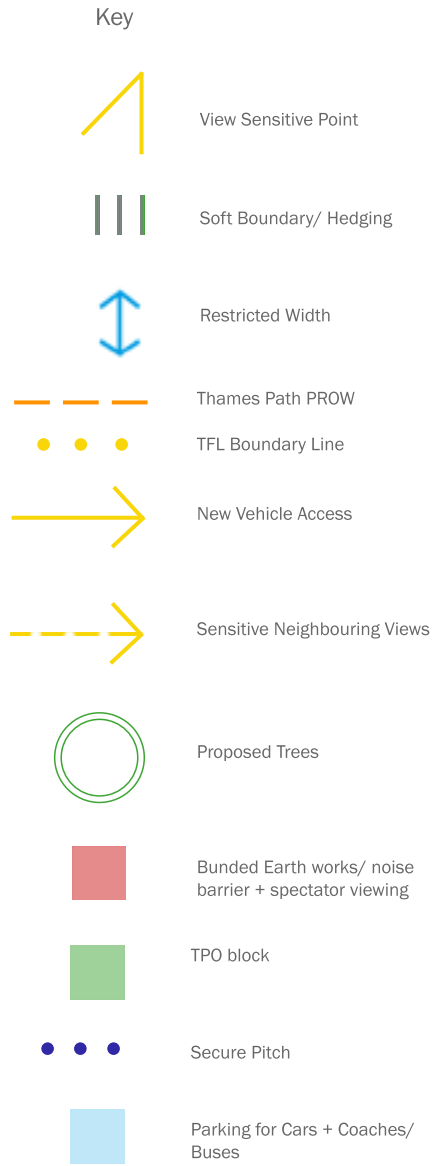 Key
View Sensitive Point
Soft Boundary/ Hedging
Restricted Width
Thames Path PROW
TFL Boundary Line
New Vehicle Access
Sensitive Neighbouring Views
Proposed Trees
Bunded Earth works/ noise
barrier + spectator viewing
TPO block
Secure Pitch
Parking for Cars + Coaches/
Buses